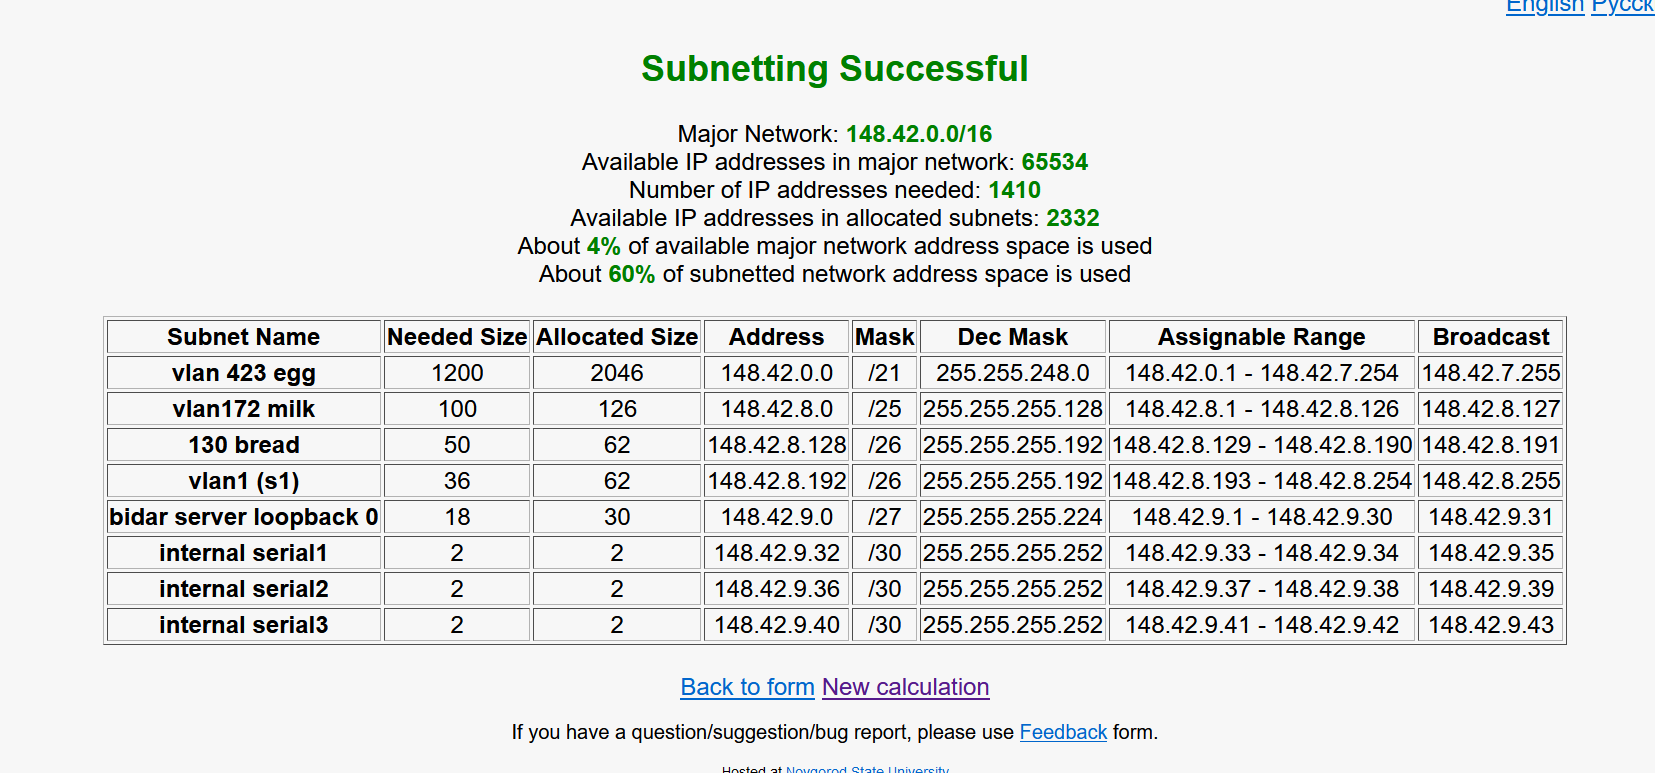 English Русск
Subnetting Successful
Major Network: 148.42.0.0/16
Available IP addresses in major network: 65534
Number of IP addresses needed: 1410
Available IP addresses in allocated subnets: 2332
About 4% of available major network address space is used
About 60% of subnetted network address space is used
Subnet Name Needed Size Allocated Size Address Mask Dec Mask Assignable Range Broadcast
vlan 423 egg 1200 2046 148.42.0.0 /21 255.255.248.0 148.42.0.1 - 148.42.7.254 148.42.7.255
vlan172 milk 100 126 148.42.8.0 /25 255.255.255.128 148.42.8.1 - 148.42.8.126 148.42.8.127
130 bread 50 62 148.42.8.128 /26 255.255.255.192 148.42.8.129 - 148.42.8.190 148.42.8.191
vlan1 (s1) 36 62 148.42.8.192 /26 255.255.255.192 148.42.8.193 - 148.42.8.254 148.42.8.255
bidar server loopback 0 18 30 148.42.9.0 /27 255.255.255.224 148.42.9.1 - 148.42.9.30 148.42.9.31
internal serial1 2 2 148.42.9.32 /30 255.255.255.252 148.42.9.33 - 148.42.9.34 148.42.9.35
internal serial2 2 2 148.42.9.36 /30 255.255.255.252 148.42.9.37 - 148.42.9.38 148.42.9.39
internal serial3 2 2 148.42.9.40 /30 255.255.255.252 148.42.9.41 - 148.42.9.42 148.42.9.43
Back to form New calculation
If you have a question/suggestion/bug report, please use Feedback form.
Hosted at Novgorod State University